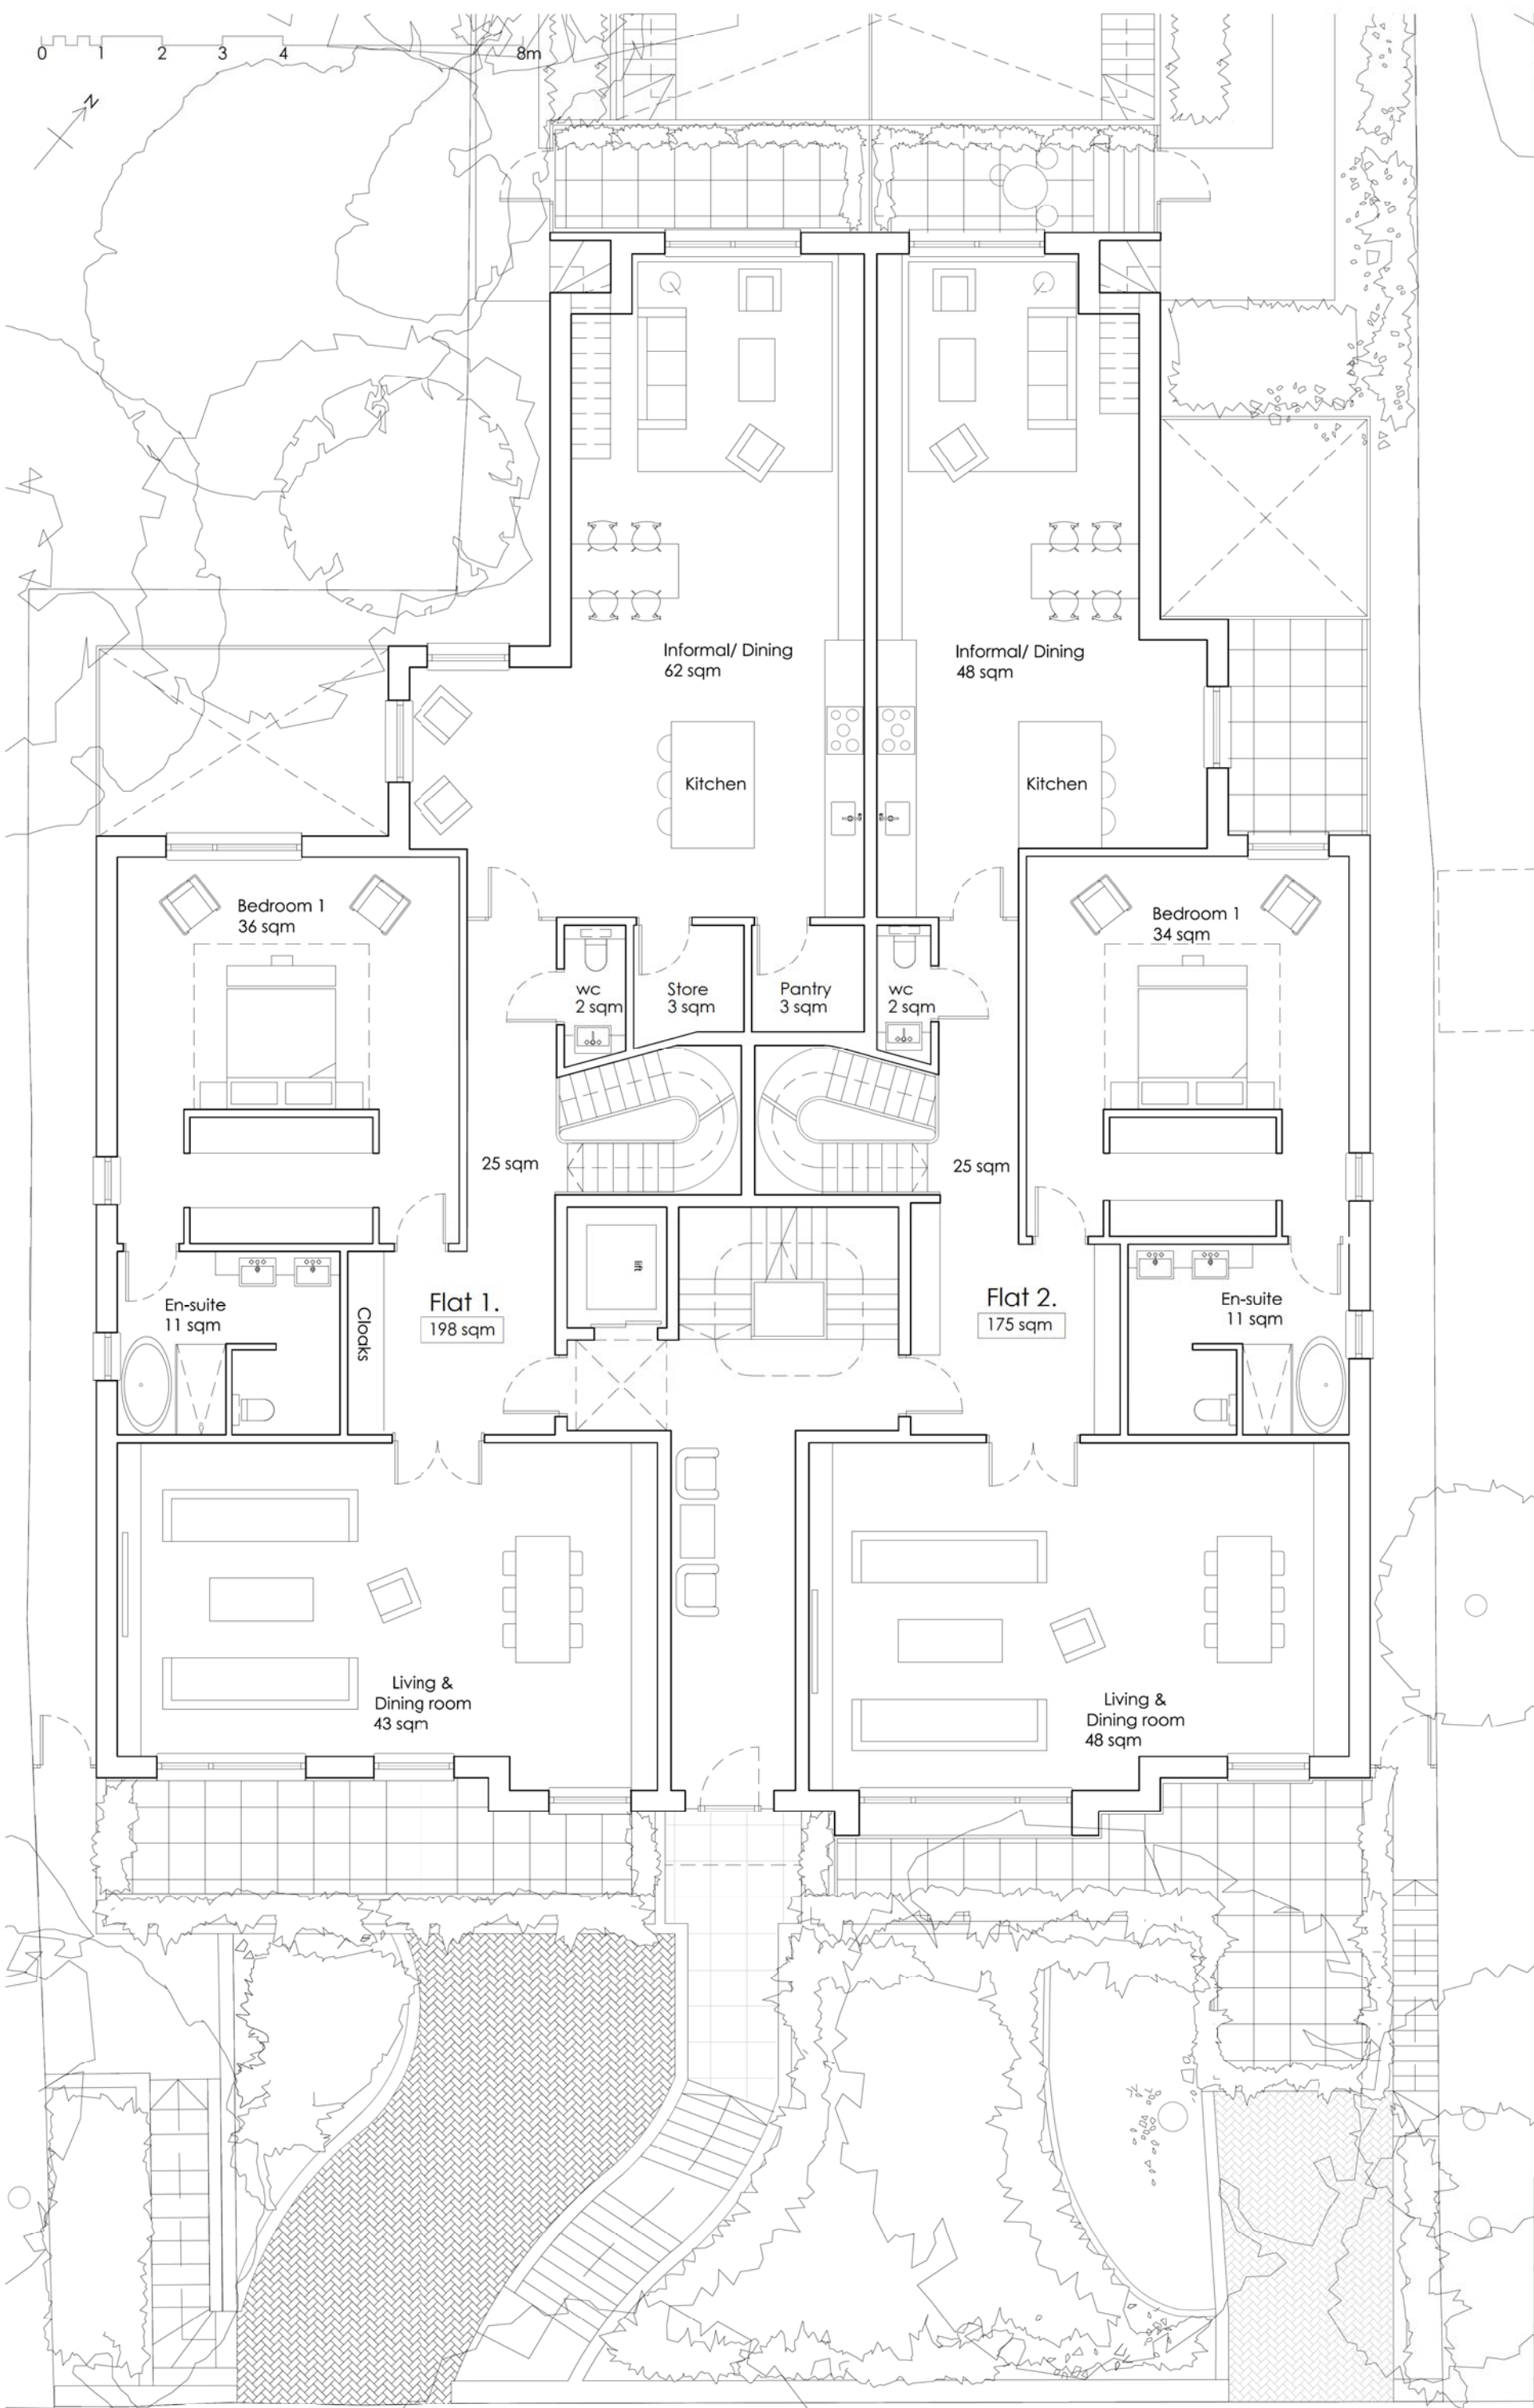 0 1 2 3 4 8m
N
Informal/ Dining
62 sqm
Informal/ Dining
48 sqm
Kitchen
Kitchen
Bedroom 1
36 sqm
Bedroom 1
34 sqm
wc
2 sqm
Store
3 sqm
Pantry
3 sqm
wc
2 sqm
25 sqm
25 sqm
lift
En-suite
11 sqm
Cloaks
Flat 1.
198 sqm
Flat 2.
175 sqm
En-suite
11 sqm
Living &
Dining room
43 sqm
Living &
Dining room
48 sqm